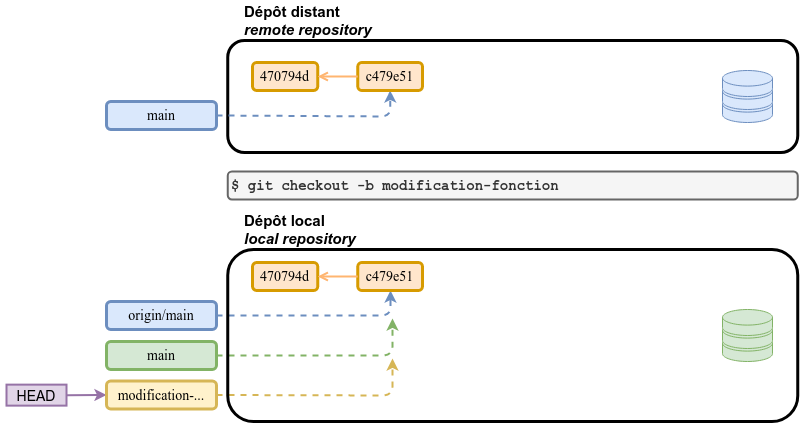 Dépôt distant
remote repository
470794d
c479e51
main
$ git checkout -b modification-fonction
Dépôt local
local repository
470794d
c479e51
origin/main
main
HEAD
modification-...